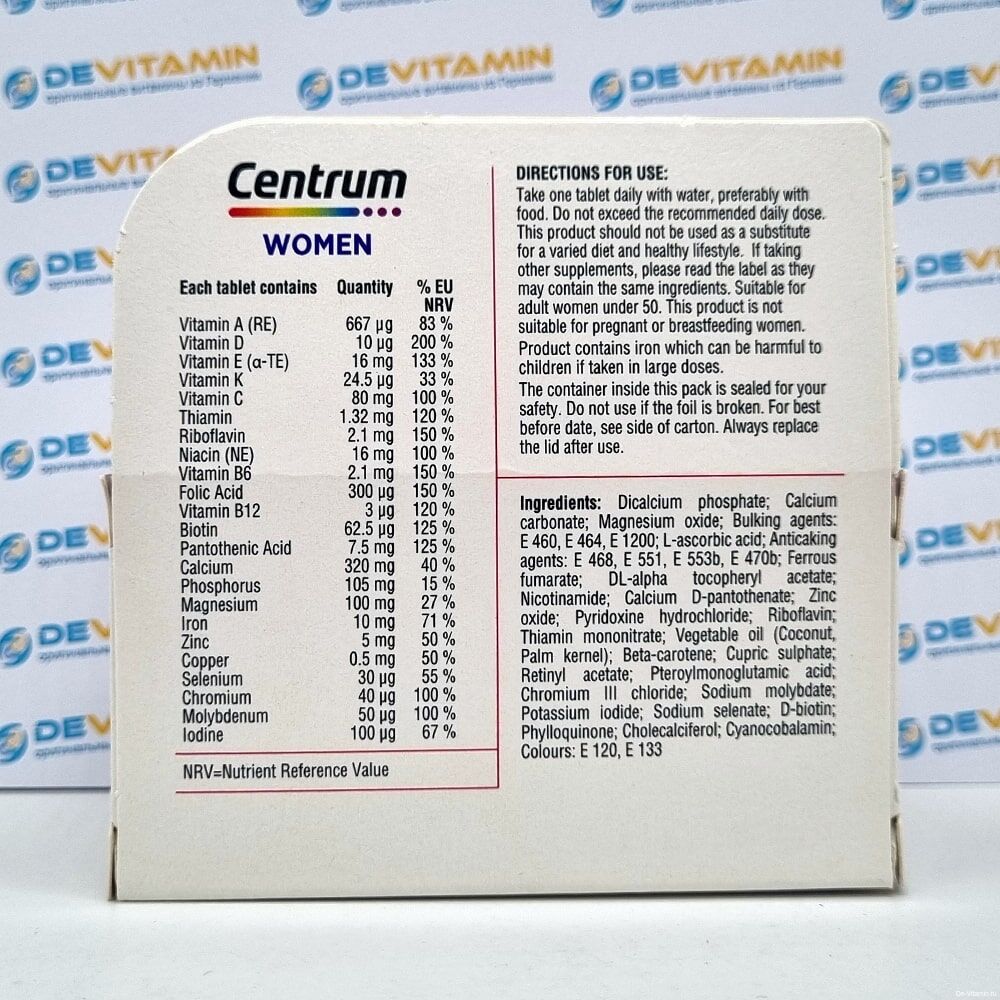 DEVITAMIN
оригинальные витамины из Германии
DEVITAMIN
оригинальные витамины из Германии
DEVITAMIN
оригинальные витамины из Германии
Centrum
WOMEN
Each tablet contains Quantity % EU
NRV
Vitamin A (RE) 667 µg 83 %
Vitamin D 10 µg 200 %
Vitamin E (α-TE) 16 mg 133 %
Vitamin K 24.5 µg 33 %
Vitamin C 80 mg 100 %
Thiamin 1.32 mg 120 %
Riboflavin 2.1 mg 150 %
Niacin (NE) 16 mg 100 %
Vitamin B6 2.1 mg 150 %
Folic Acid 300 µg 150 %
Vitamin B12 3 µg 120 %
Biotin 62.5 µg 125 %
Pantothenic Acid 7.5 mg 125 %
Calcium 320 mg 40 %
Phosphorus 105 mg 15 %
Magnesium 100 mg 27 %
Iron 10 mg 71 %
Zinc 5 mg 50 %
Copper 0.5 mg 50 %
Selenium 30 µg 55 %
Chromium 40 µg 100 %
Molybdenum 50 µg 100 %
Iodine 100 µg 67 %
NRV=Nutrient Reference Value
DIRECTIONS FOR USE:
Take one tablet daily with water, preferably with
food. Do not exceed the recommended daily dose.
This product should not be used as a substitute
for a varied diet and healthy lifestyle. If taking
other supplements, please read the label as they
may contain the same ingredients. Suitable for
adult women under 50. This product is not
suitable for pregnant or breastfeeding women.
Product contains iron which can be harmful to
children if taken in large doses.
The container inside this pack is sealed for your
safety. Do not use if the foil is broken. For best
before date, see side of carton. Always replace
the lid after use.
Ingredients: Dicalcium phosphate; Calcium
carbonate; Magnesium oxide; Bulking agents:
E 460, E 464, E 1200; L-ascorbic acid; Anticaking
agents: E 468, E 551, E 553b, E 470b; Ferrous
fumarate; DL-alpha tocopheryl acetate;
Nicotinamide; Calcium D-pantothenate; Zinc
oxide; Pyridoxine hydrochloride; Riboflavin;
Thiamin mononitrate; Vegetable oil (Coconut,
Palm kernel); Beta-carotene; Cupric sulphate;
Retinyl acetate; Pteroylmonoglutamic acid;
Chromium III chloride; Sodium molybdate;
Potassium iodide; Sodium selenate; D-biotin;
Phylloquinone; Cholecalciferol; Cyanocobalamin;
Colours: E 120, E 133